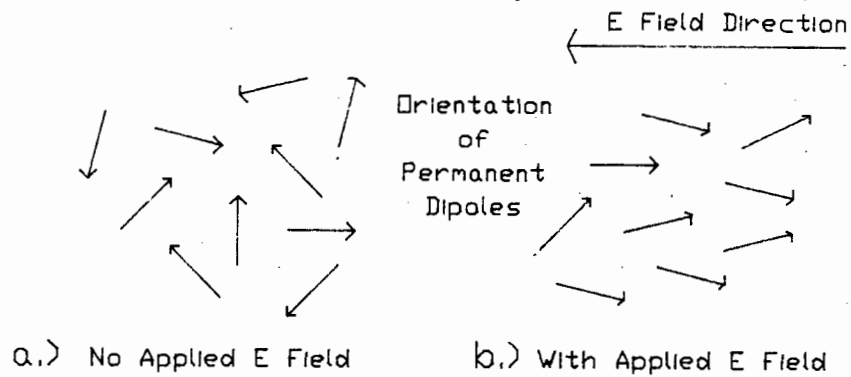 E Field Direction
Orientation
of
Permanent
Dipoles
a.) No Applied E Field
b.) With Applied E Field